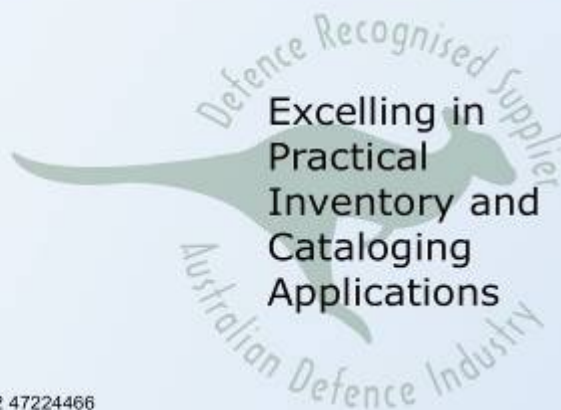 Defence Recognised Supplier
Excelling in
Practical
Inventory and
Cataloging
Applications
Australian Defence Industry
2 47224466